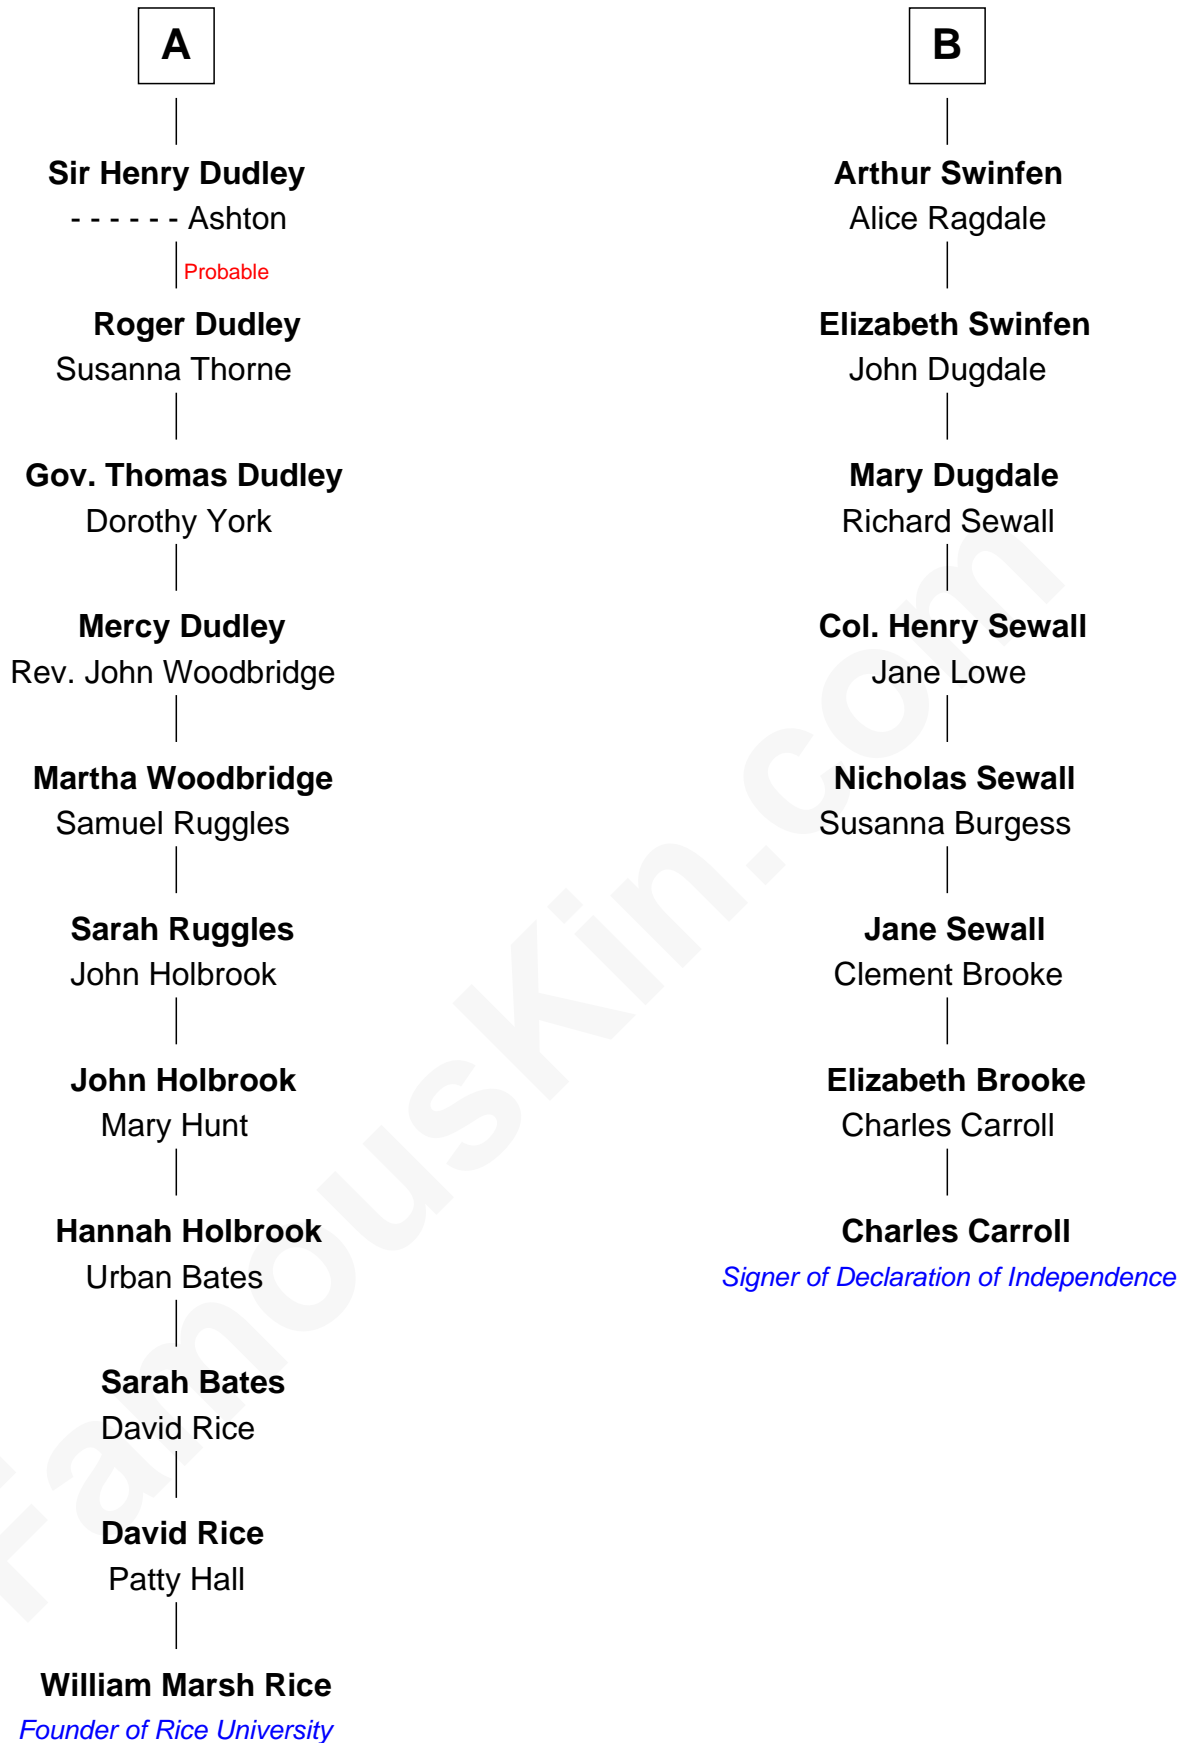 A
Sir Henry Dudley
- - - - - - Ashton
Probable
Roger Dudley
Susanna Thorne
Gov. Thomas Dudley
Dorothy York
Mercy Dudley
Rev. John Woodbridge
Martha Woodbridge
Samuel Ruggles
Sarah Ruggles
John Holbrook
John Holbrook
Mary Hunt
Hannah Holbrook
Urban Bates
Sarah Bates
David Rice
David Rice
Patty Hall
William Marsh Rice
Founder of Rice University
B
Arthur Swinfen
Alice Ragdale
Elizabeth Swinfen
John Dugdale
Mary Dugdale
Richard Sewall
Col. Henry Sewall
Jane Lowe
Nicholas Sewall
Susanna Burgess
Jane Sewall
Clement Brooke
Elizabeth Brooke
Charles Carroll
Charles Carroll
Signer of Declaration of Independence
FamousKin.com